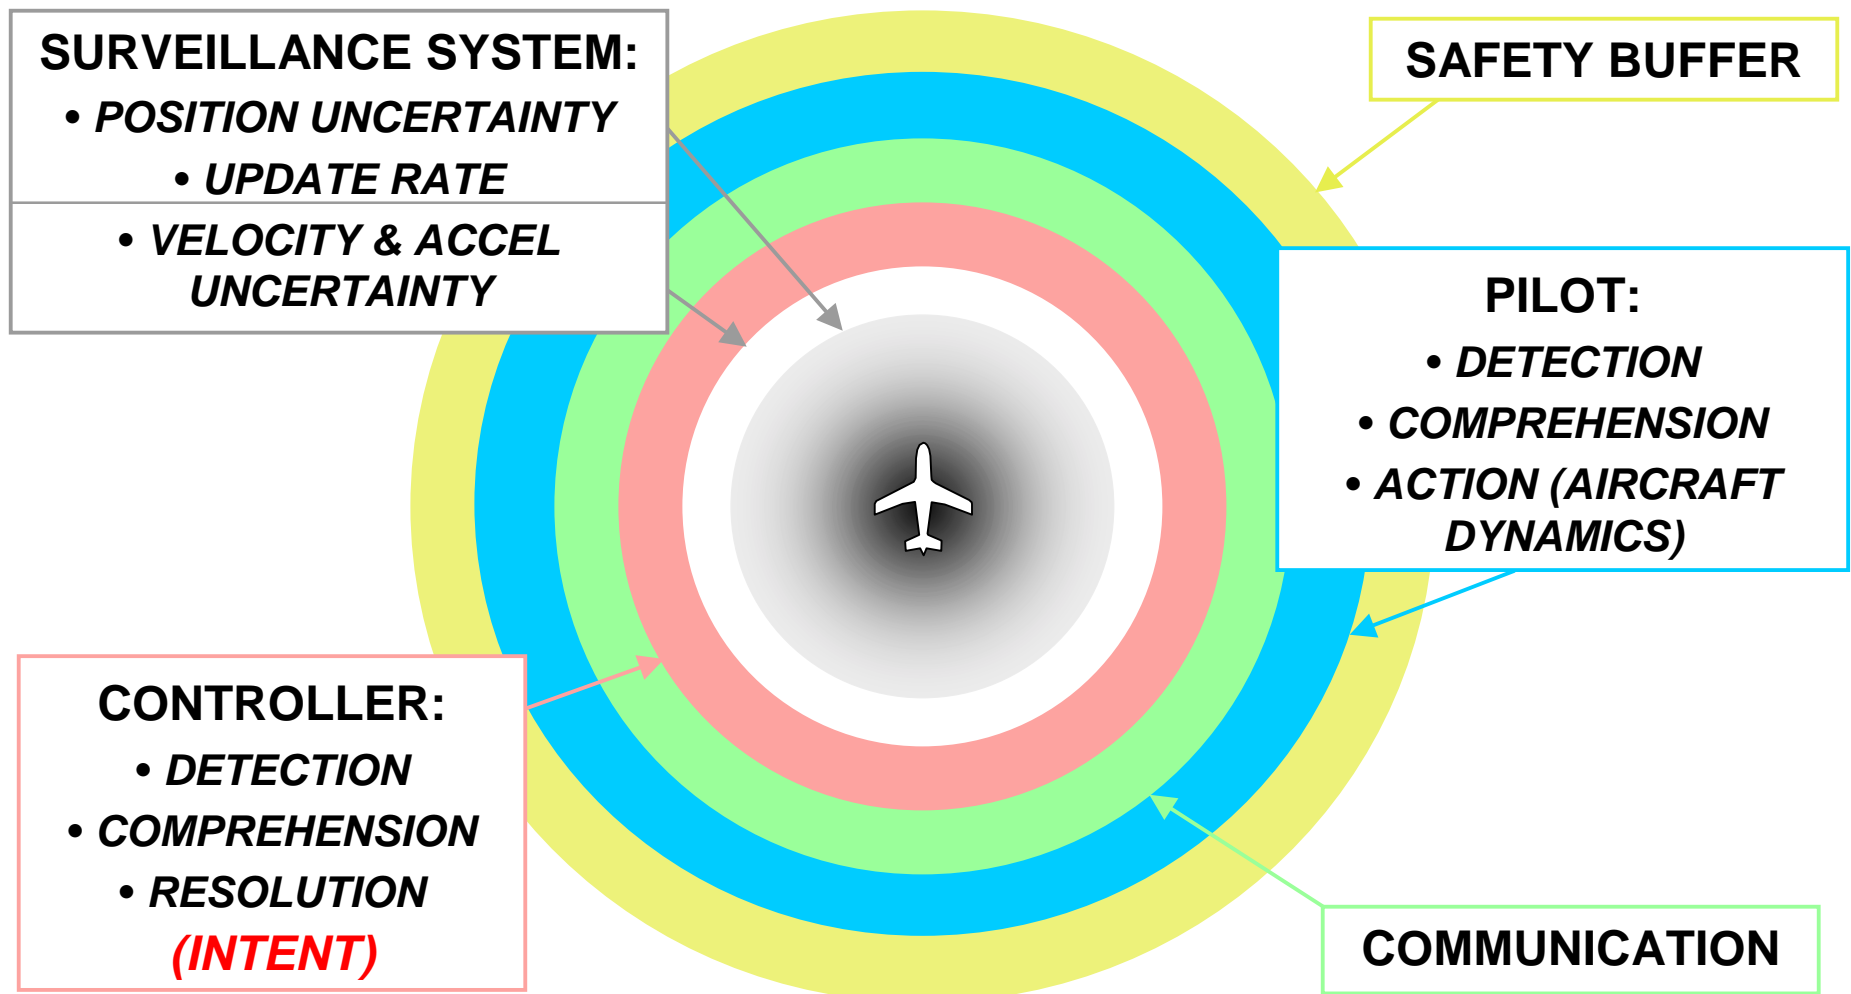 SURVEILLANCE SYSTEM:
• POSITION UNCERTAINTY
• UPDATE RATE
• VELOCITY & ACCEL
UNCERTAINTY
SAFETY BUFFER
PILOT:
• DETECTION
• COMPREHENSION
• ACTION (AIRCRAFT
DYNAMICS)
CONTROLLER:
• DETECTION
• COMPREHENSION
• RESOLUTION
(INTENT)
COMMUNICATION